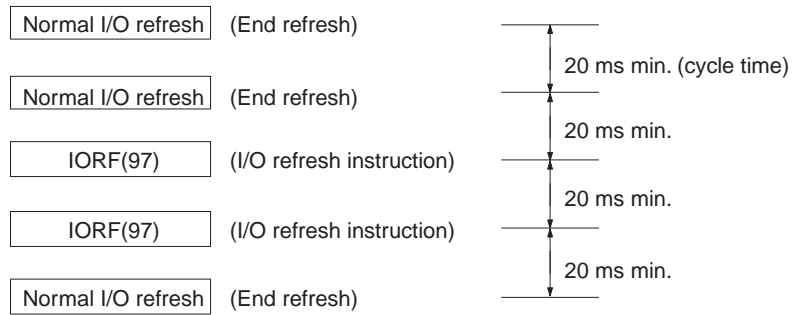 Normal I/O refresh (End refresh)
20 ms min. (cycle time)
Normal I/O refresh (End refresh)
20 ms min.
IORF(97) (I/O refresh instruction)
20 ms min.
IORF(97) (I/O refresh instruction)
20 ms min.
Normal I/O refresh (End refresh)